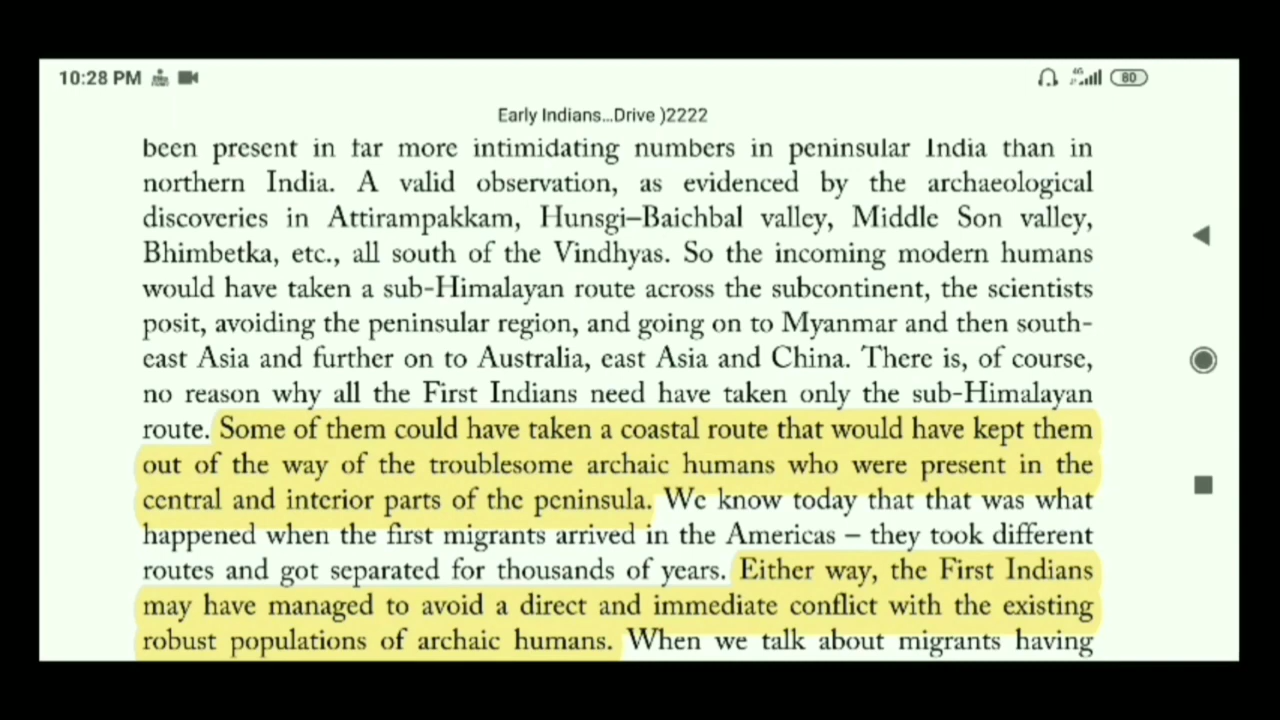 10:28 PM
4G
80
Early Indians...Drive )2222
been present in far more intimidating numbers in peninsular India than in
northern India. A valid observation, as evidenced by the archaeological
discoveries in Attirampakkam, Hunsgi–Baichbal valley, Middle Son valley,
Bhimbetka, etc., all south of the Vindhyas. So the incoming modern humans
would have taken a sub-Himalayan route across the subcontinent, the scientists
posit, avoiding the peninsular region, and going on to Myanmar and then south-
east Asia and further on to Australia, east Asia and China. There is, of course,
no reason why all the First Indians need have taken only the sub-Himalayan
route. Some of them could have taken a coastal route that would have kept them
out of the way of the troublesome archaic humans who were present in the
central and interior parts of the peninsula. We know today that that was what
happened when the first migrants arrived in the Americas – they took different
routes and got separated for thousands of years. Either way, the First Indians
may have managed to avoid a direct and immediate conflict with the existing
robust populations of archaic humans. When we talk about migrants having